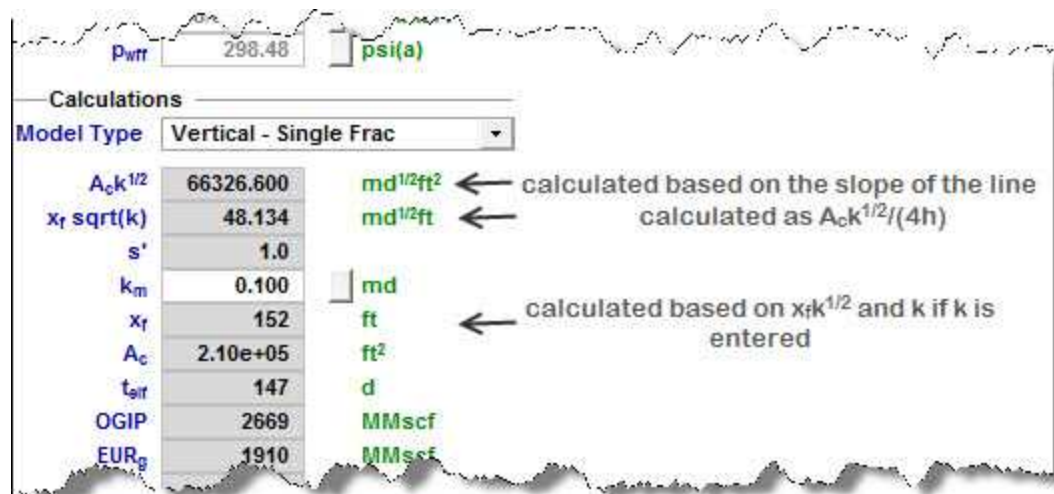 pwff 298.48 psi(a)
Calculations
Model Type Vertical - Single Frac
Ack1/2 66326.600 md1/2ft2 calculated based on the slope of the line
xf sqrt(k) 48.134 md1/2ft calculated as Ack1/2/(4h)
s' 1.0
km 0.100 md
xf 152 ft calculated based on xfk1/2 and k if k is
entered
Ac 2.10e+05 ft2
telf 147 d
OGIP 2669 MMscf
EURg 1910 MMscf